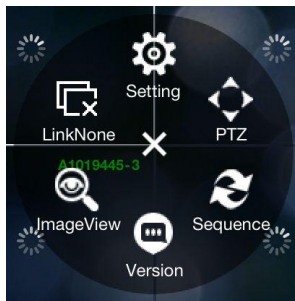 Setting
LinkNone
PTZ
A1019445-3
ImageView
Sequence
Version